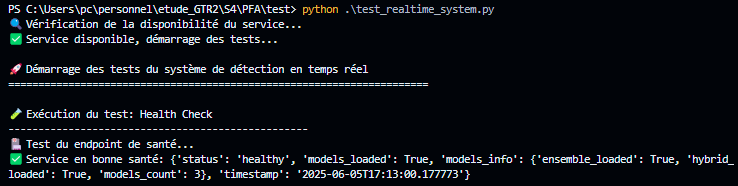 PS C:\Users\pc\personnel\etude_GTR2\S4\PFA\test> python .\test_realtime_system.py
🔍 Vérification de la disponibilité du service...
✅ Service disponible, démarrage des tests...
🚀 Démarrage des tests du système de détection en temps réel
======================================================================
🧪 Exécution du test: Health Check
--------------------------------------------------
🏥 Test du endpoint de santé...
✅ Service en bonne santé: {'status': 'healthy', 'models_loaded': True, 'models_info': {'ensemble_loaded': True, 'hybrid_
loaded': True, 'models_count': 3}, 'timestamp': '2025-06-05T17:13:00.177773'}